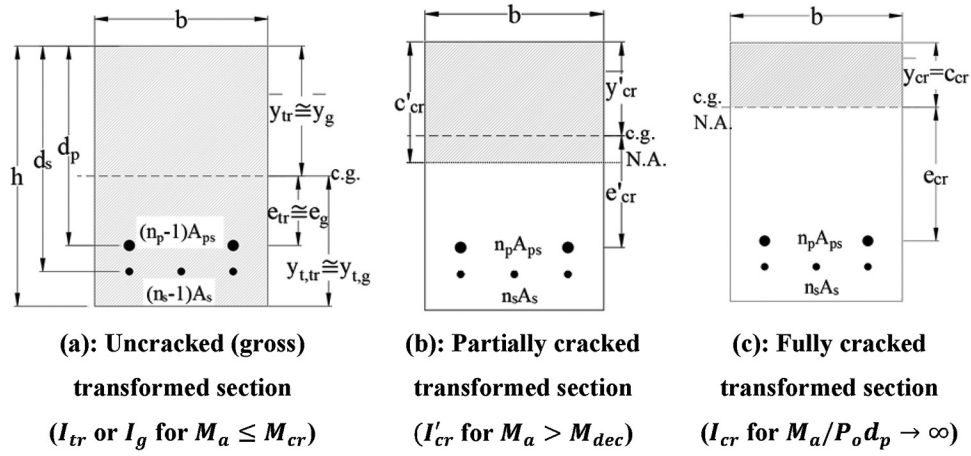 b
h
d_s
d_p
y_tr≅y_g
c.g.
e_tr≅e_g
(n_p-1)A_ps
y_t,tr≅y_t,g
(n_s-1)A_s
(a): Uncracked (gross)
transformed section
(I_tr or I_g for M_a ≤ M_cr)
b
c'_cr
y'_cr
c.g.
N.A.
e'_cr
n_pA_ps
n_sA_s
(b): Partially cracked
transformed section
(I'_cr for M_a > M_dec)
b
y_cr=c_cr
c.g.
N.A.
e_cr
n_pA_ps
n_sA_s
(c): Fully cracked
transformed section
(I_cr for M_a/P_od_p → ∞)